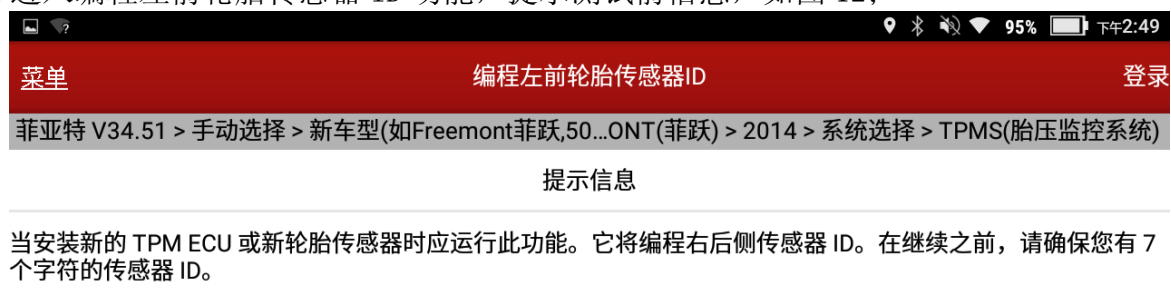 95% 下午2:49
菜单 编程左前轮胎传感器ID 登录
菲亚特 V34.51 > 手动选择 > 新车型(如Freemont菲跃,50...ONT(菲跃) > 2014 > 系统选择 > TPMS(胎压监控系统)
提示信息
当安装新的 TPM ECU 或新轮胎传感器时应运行此功能。它将编程右后侧传感器 ID。在继续之前，请确保您有 7
个字符的传感器 ID。